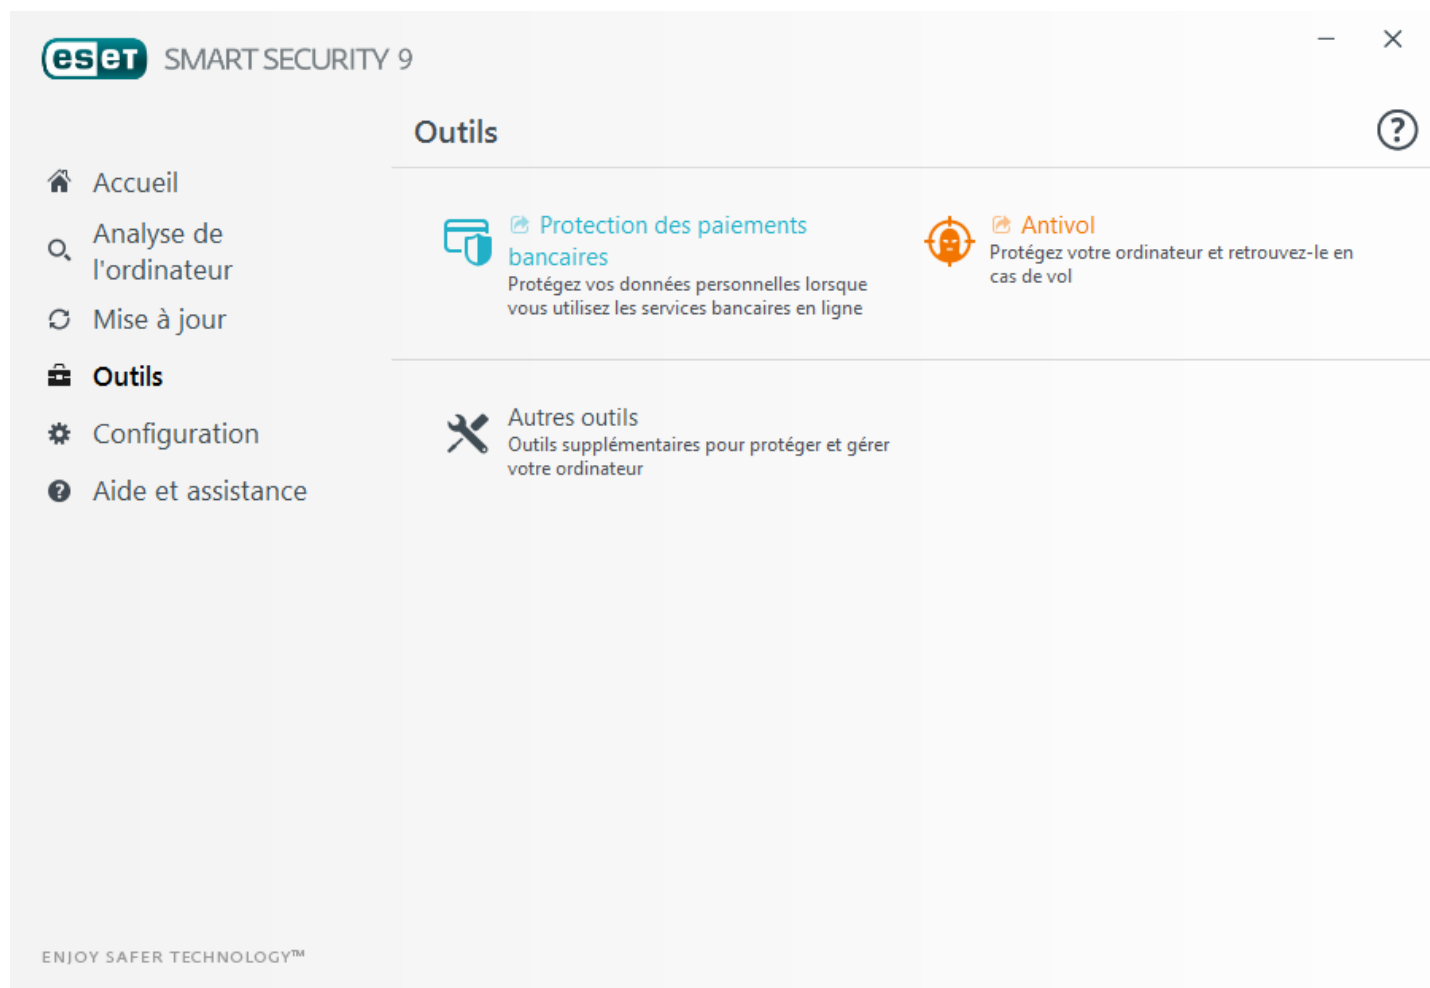 eseT SMART SECURITY 9
Outils
?
Accueil
Analyse de
l'ordinateur
Mise à jour
Outils
Configuration
Aide et assistance
Protection des paiements
bancaires
Protégez vos données personnelles lorsque
vous utilisez les services bancaires en ligne
Antivol
Protégez votre ordinateur et retrouvez-le en
cas de vol
Autres outils
Outils supplémentaires pour protéger et gérer
votre ordinateur
ENJOY SAFER TECHNOLOGY™